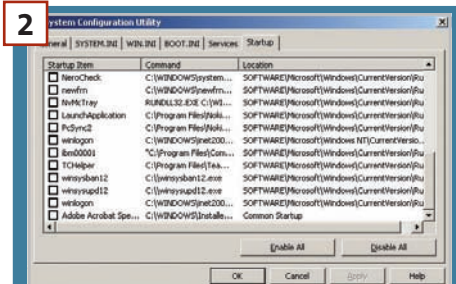 2
System Configuration Utility
General SYSTEM.INI WIN.INI BOOT.INI Services Startup
Startup Item Command Location
NeroCheck C:\WINDOWS\system... SOFTWARE\Microsoft\Windows\CurrentVersion\Ru
newfrn C:\WINDOWS\newfrn... SOFTWARE\Microsoft\Windows\CurrentVersion\Ru
NvMcTray RUNDLL32.EXE C:\WI... SOFTWARE\Microsoft\Windows\CurrentVersion\Ru
LaunchApplication C:\Program Files\Noki... SOFTWARE\Microsoft\Windows\CurrentVersion\Ru
PcSync2 C:\Program Files\Noki... SOFTWARE\Microsoft\Windows\CurrentVersion\Ru
winlogon C:\WINDOWS\inet200... SOFTWARE\Microsoft\Windows NT\CurrentVersio...
ibm00001 "C:\Program Files\Com... SOFTWARE\Microsoft\Windows\CurrentVersion\Ru
TCHelper C:\Program Files\Tea... SOFTWARE\Microsoft\Windows\CurrentVersion\Ru
winsysban12 C:\winsysban12.exe SOFTWARE\Microsoft\Windows\CurrentVersion\Ru
winsysupd12 C:\winsysupd12.exe SOFTWARE\Microsoft\Windows\CurrentVersion\Ru
winlogon C:\WINDOWS\inet200... SOFTWARE\Microsoft\Windows\CurrentVersion\Ru
Adobe Acrobat Spe... C:\WINDOWS\Installe... Common Startup
Enable All Disable All
OK Cancel Apply Help